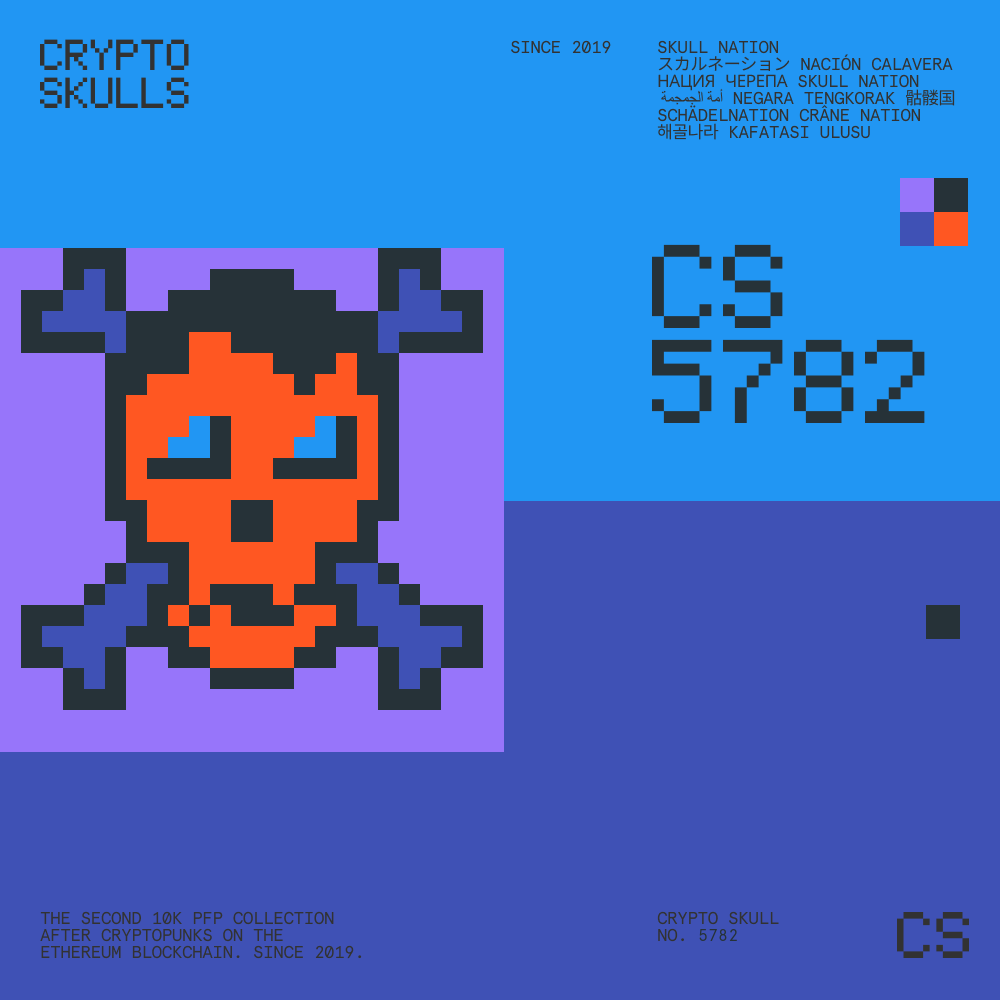 CRYPTO
SKULLS
SINCE 2019
SKULL NATION
スカルネーション NACIÓN CALAVERA
НАЦИЯ ЧЕРЕПА SKULL NATION
أمة الجمجمة NEGARA TENGKORAK 骷髅国
SCHÄDELNATION CRÂNE NATION
해골나라 KAFATASI ULUSU
CS
5782
THE SECOND 10K PFP COLLECTION
AFTER CRYPTOPUNKS ON THE
ETHEREUM BLOCKCHAIN. SINCE 2019.
CRYPTO SKULL
NO. 5782
CS